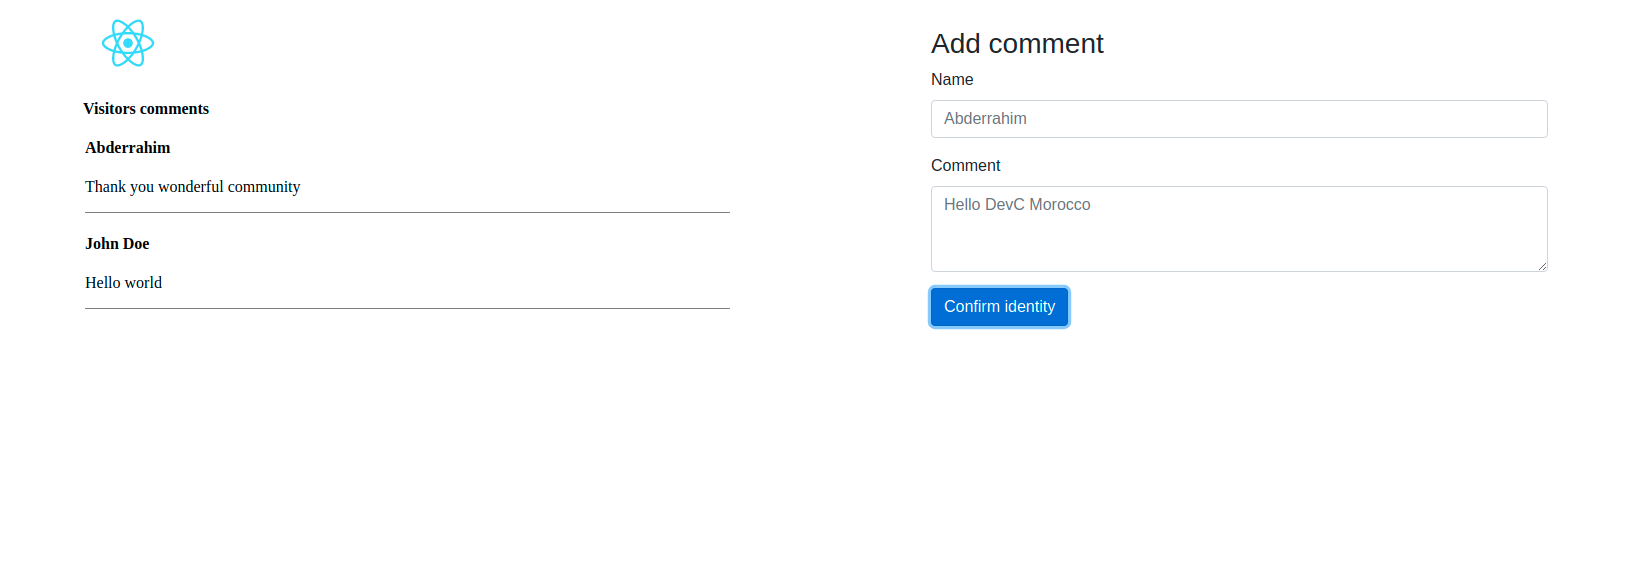 Visitors comments
Abderrahim
Thank you wonderful community
John Doe
Hello world
Add comment
Name
Abderrahim
Comment
Hello DevC Morocco
Confirm identity